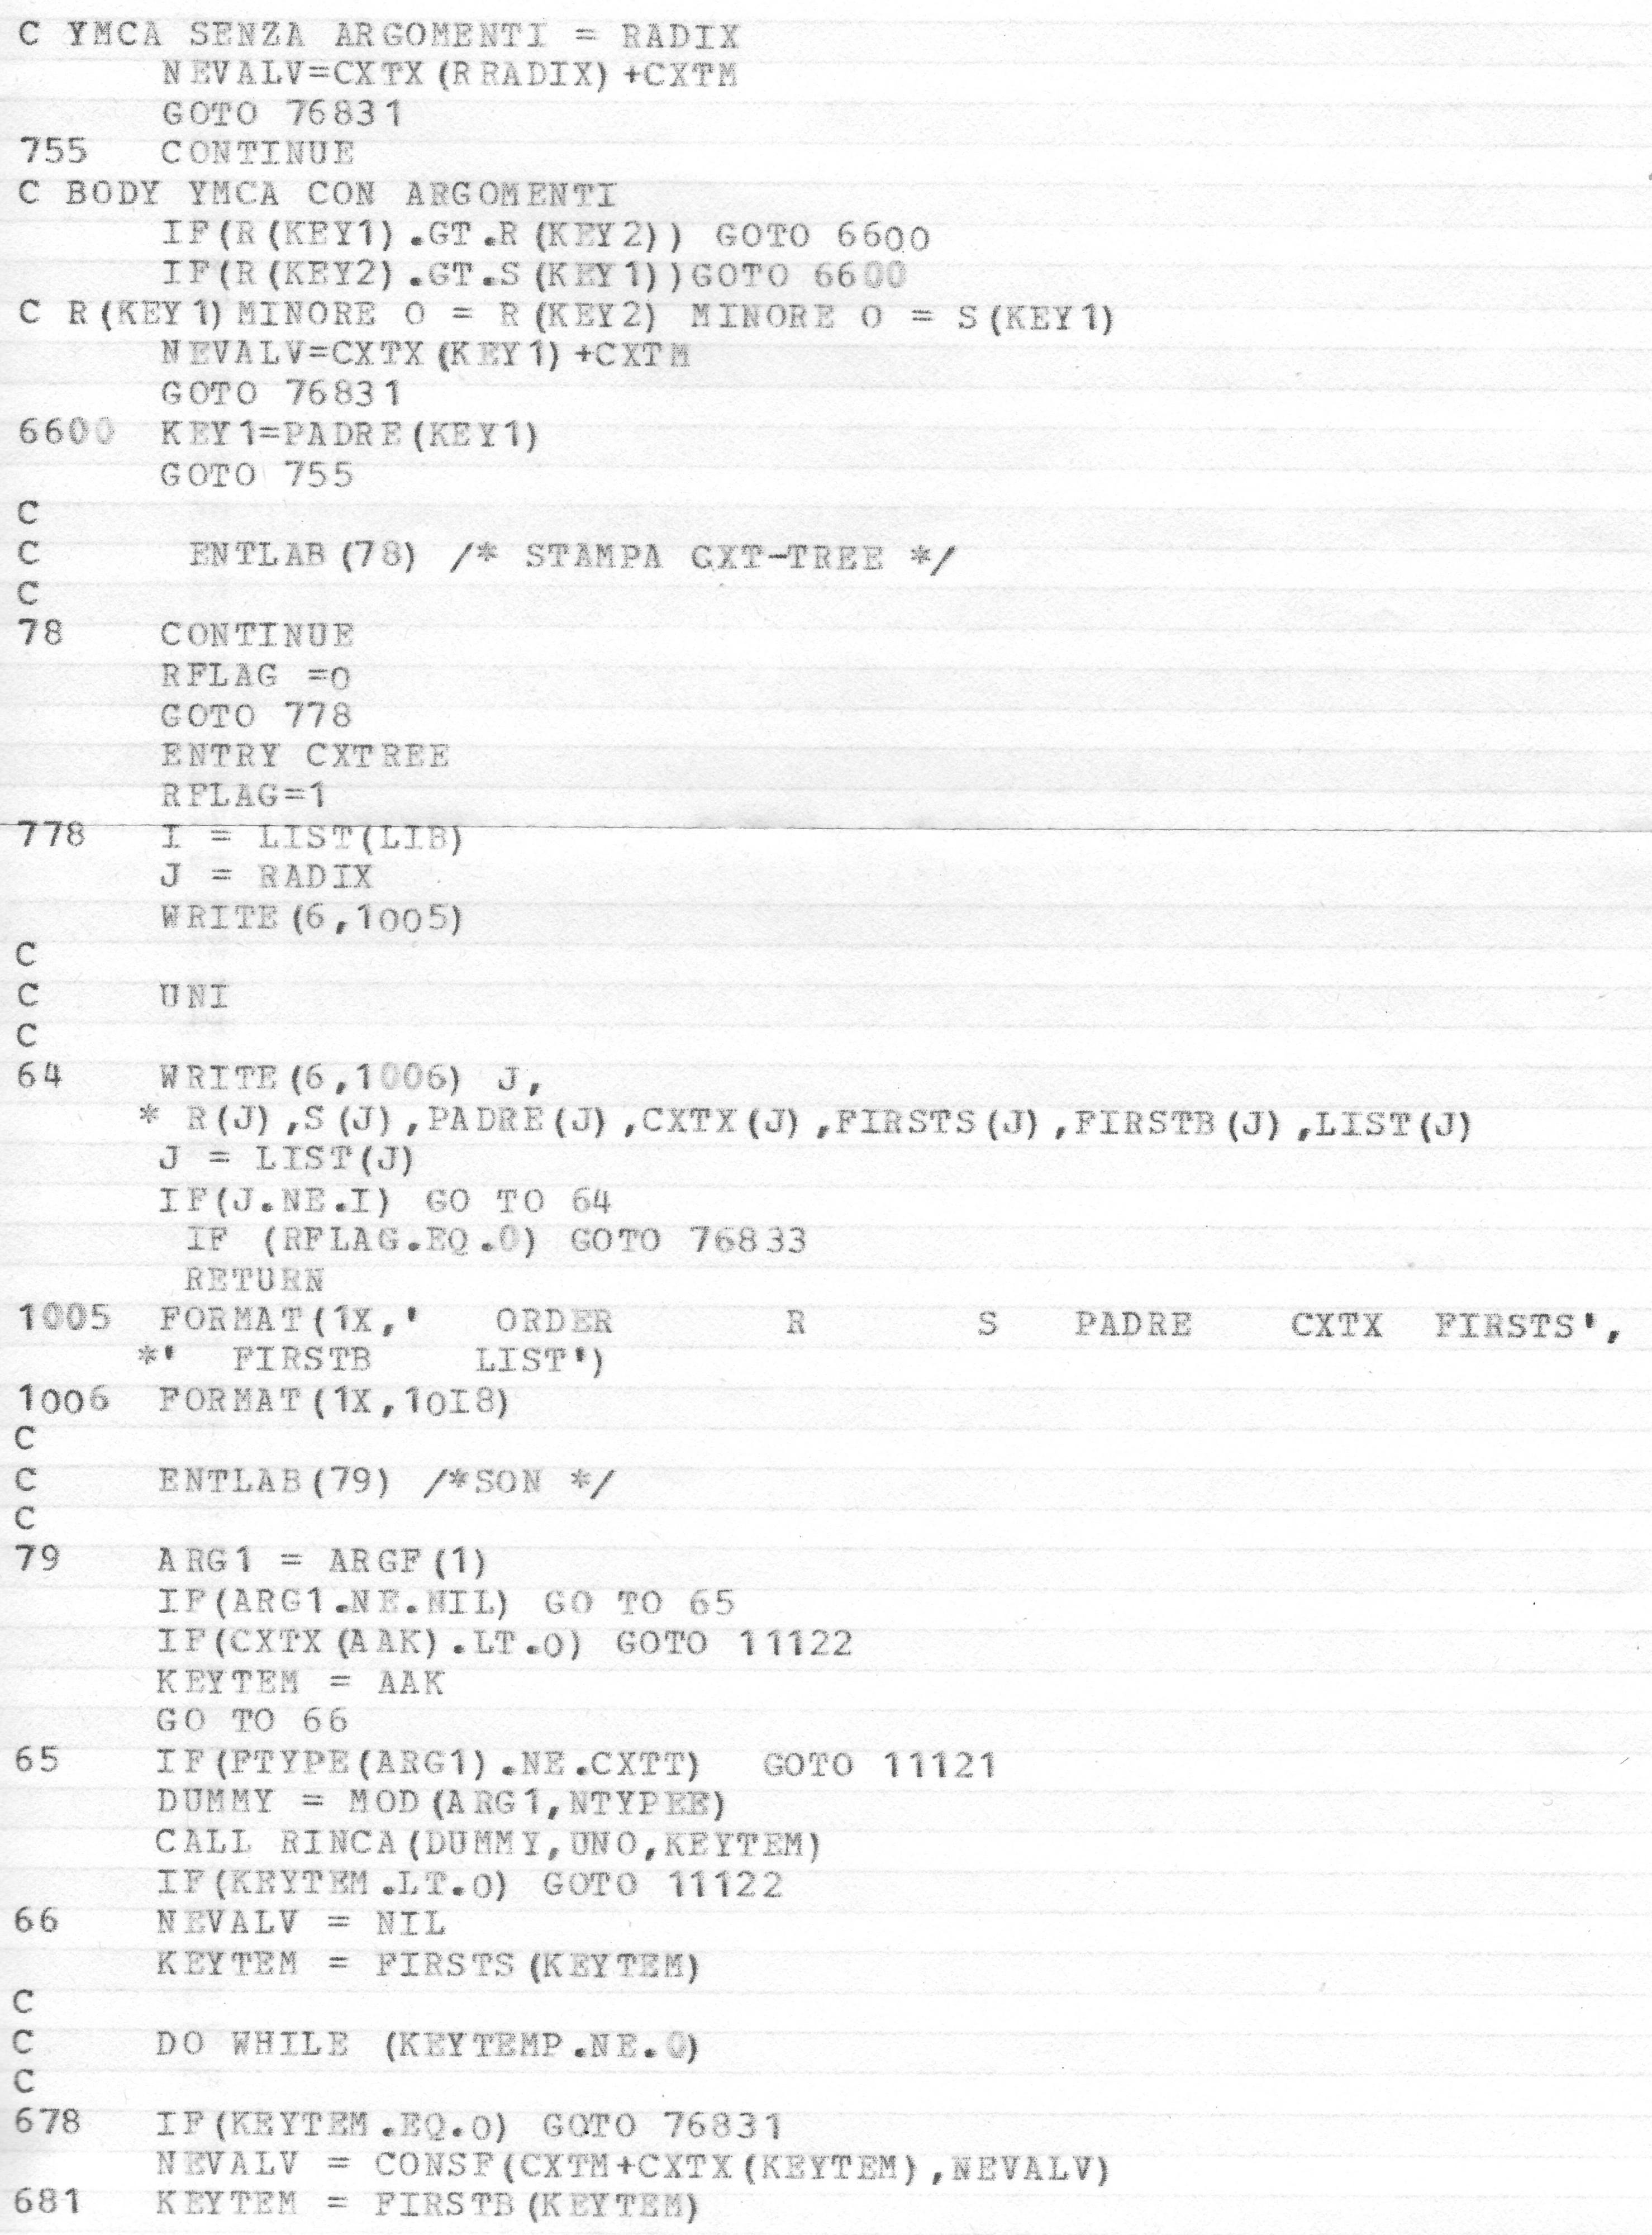 C YMCA SENZA ARGOMENTI = RADIX
      NEVALV=CXTX(RRADIX)+CXTM
      GOTO 76831
755   CONTINUE
C BODY YMCA CON ARGOMENTI
      IF(R(KEY1).GT.R(KEY2)) GOTO 6600
      IF(R(KEY2).GT.S(KEY1))GOTO 6600
C R(KEY1)MINORE O = R(KEY2) MINORE O = S(KEY1)
      NEVALV=CXTX(KEY1)+CXTM
      GOTO 76831
6600  KEY1=PADRE(KEY1)
      GOTO 755
C
C      ENTLAB(78) /* STAMPA CXT-TREE */
C
78    CONTINUE
      RFLAG =0
      GOTO 778
      ENTRY CXTREE
      RFLAG=1
778   I = LIST(LIB)
      J = RADIX
      WRITE(6,1005)
C
C     UNI
C
64    WRITE(6,1006) J,
     * R(J),S(J),PADRE(J),CXTX(J),FIRSTS(J),FIRSTB(J),LIST(J)
      J = LIST(J)
      IF(J.NE.I) GO TO 64
       IF (RFLAG.EQ.0) GOTO 76833
       RETURN
1005  FORMAT(1X,'   ORDER       R       S   PADRE    CXTX  FIRSTS',
     *'  FIRSTB    LIST')
1006  FORMAT(1X,10I8)
C
C     ENTLAB(79) /*SON */
C
79    ARG1 = ARGF(1)
      IF(ARG1.NE.NIL) GO TO 65
      IF(CXTX(AAK).LT.0) GOTO 11122
      KEYTEM = AAK
      GO TO 66
65    IF(FTYPE(ARG1).NE.CXTT)  GOTO 11121
      DUMMY = MOD(ARG1,NTYPEE)
      CALL RINCA(DUMMY,UNO,KEYTEM)
      IF(KEYTEM.LT.0) GOTO 11122
66    NEVALV = NIL
      KEYTEM = FIRSTS(KEYTEM)
C
C     DO WHILE (KEYTEMP.NE.0)
C
678   IF(KEYTEM.EQ.0) GOTO 76831
      NEVALV = CONSF(CXTM+CXTX(KEYTEM),NEVALV)
681   KEYTEM = FIRSTB(KEYTEM)